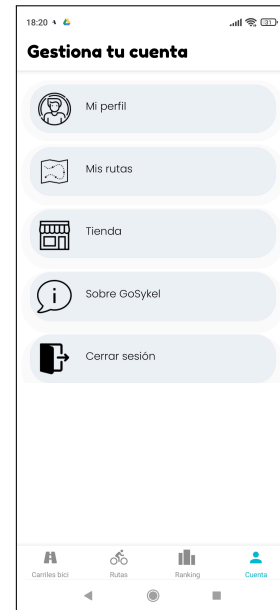 18:20
31
Gestiona tu cuenta
Mi perfil
Mis rutas
Tienda
Sobre GoSykel
Cerrar sesión
Carriles bici
Rutas
Ranking
Cuenta